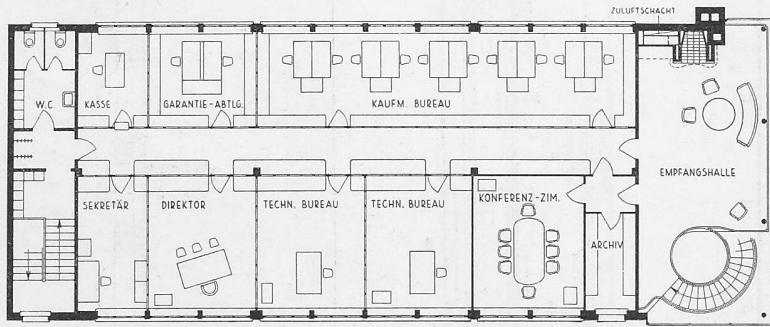 ZULUFTSCHACHT
W.C.
KASSE
GARANTIE-ABTLG.
KAUFM. BUREAU
EMPFANGSHALLE
SEKRETÄR
DIREKTOR
TECHN. BUREAU
TECHN. BUREAU
KONFERENZ-ZIM.
ARCHIV